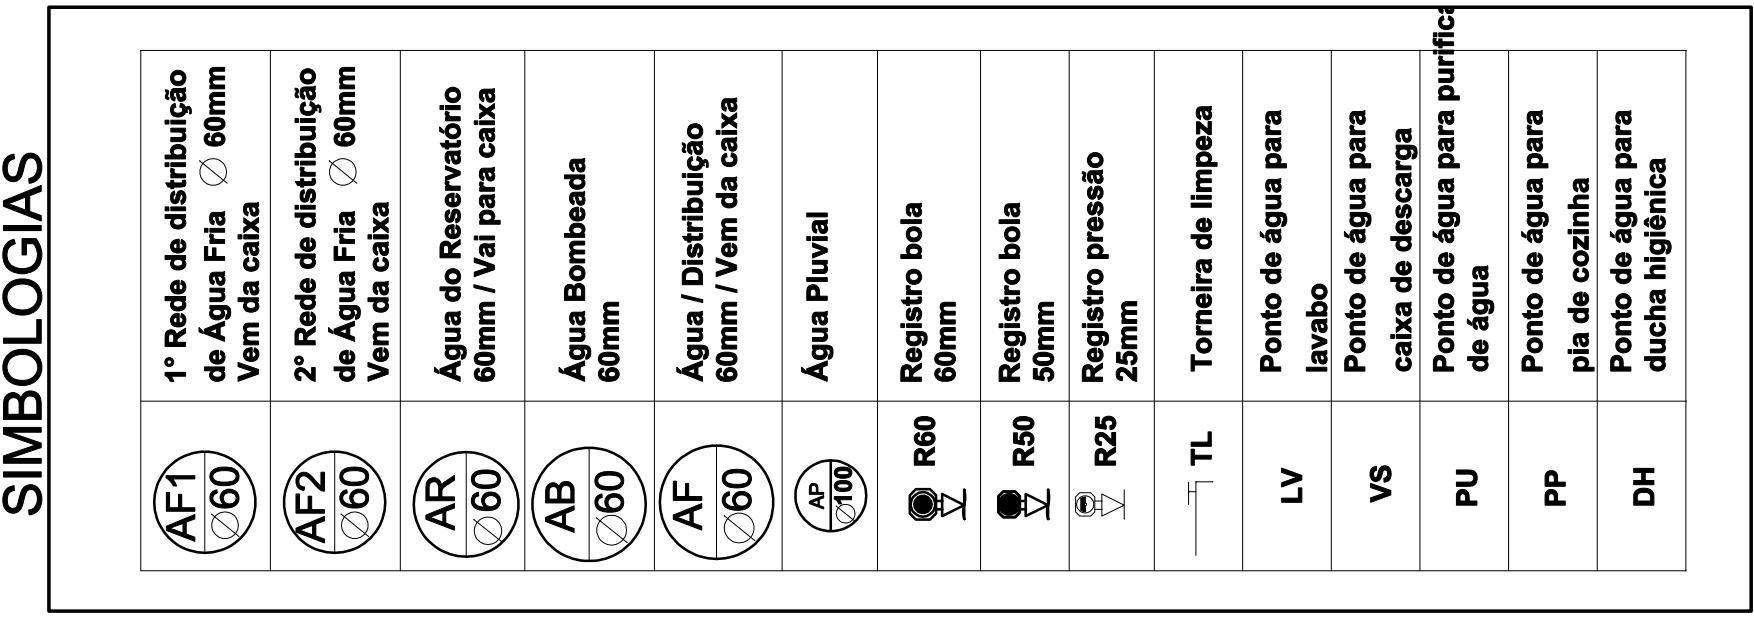 SIMBOLOGIAS
AF1
∅60
1° Rede de distribuição
de Água Fria ∅ 60mm
Vem da caixa
AF2
∅60
2° Rede de distribuição
de Água Fria ∅ 60mm
Vem da caixa
AR
∅60
Água do Reservatório
60mm / Vai para caixa
AB
∅60
Água Bombeada
60mm
AF
∅60
Água / Distribuição
60mm / Vem da caixa
AP
∅100
Água Pluvial
R60
Registro bola
60mm
R50
Registro bola
50mm
R25
Registro pressão
25mm
TL
Torneira de limpeza
LV
Ponto de água para
lavabo
VS
Ponto de água para
caixa de descarga
PU
Ponto de água para purifica
de água
PP
Ponto de água para
pia de cozinha
DH
Ponto de água para
ducha higiênica